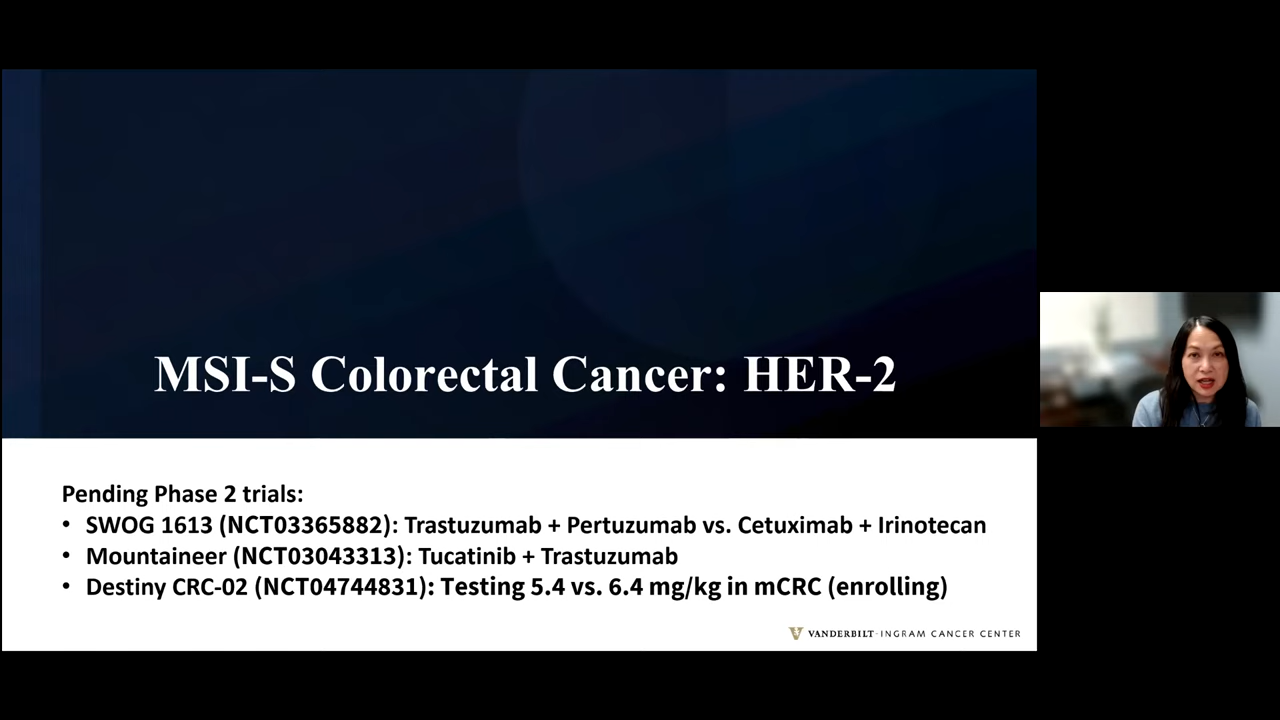 MSI-S Colorectal Cancer: HER-2
Pending Phase 2 trials:
• SWOG 1613 (NCT03365882): Trastuzumab + Pertuzumab vs. Cetuximab + Irinotecan
• Mountaineer (NCT03043313): Tucatinib + Trastuzumab
• Destiny CRC-02 (NCT04744831): Testing 5.4 vs. 6.4 mg/kg in mCRC (enrolling)
VANDERBILT-INGRAM CANCER CENTER